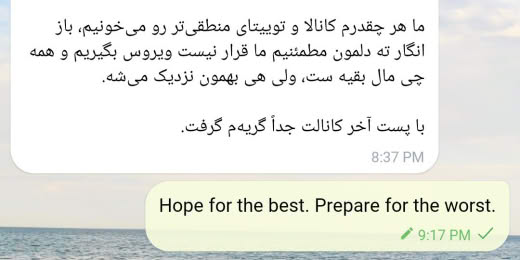 ما هر چقدرم کانالا و توییتای منطقی‌تر رو می‌خونیم، باز
انگار ته دلمون مطمئنیم ما قرار نیست ویروس بگیریم و همه
چی مال بقیه ست، ولی هی بهمون نزدیک می‌شه.
با پست آخر کانالت جداً گریه‌م گرفت.
8:37 PM
Hope for the best. Prepare for the worst.
9:17 PM